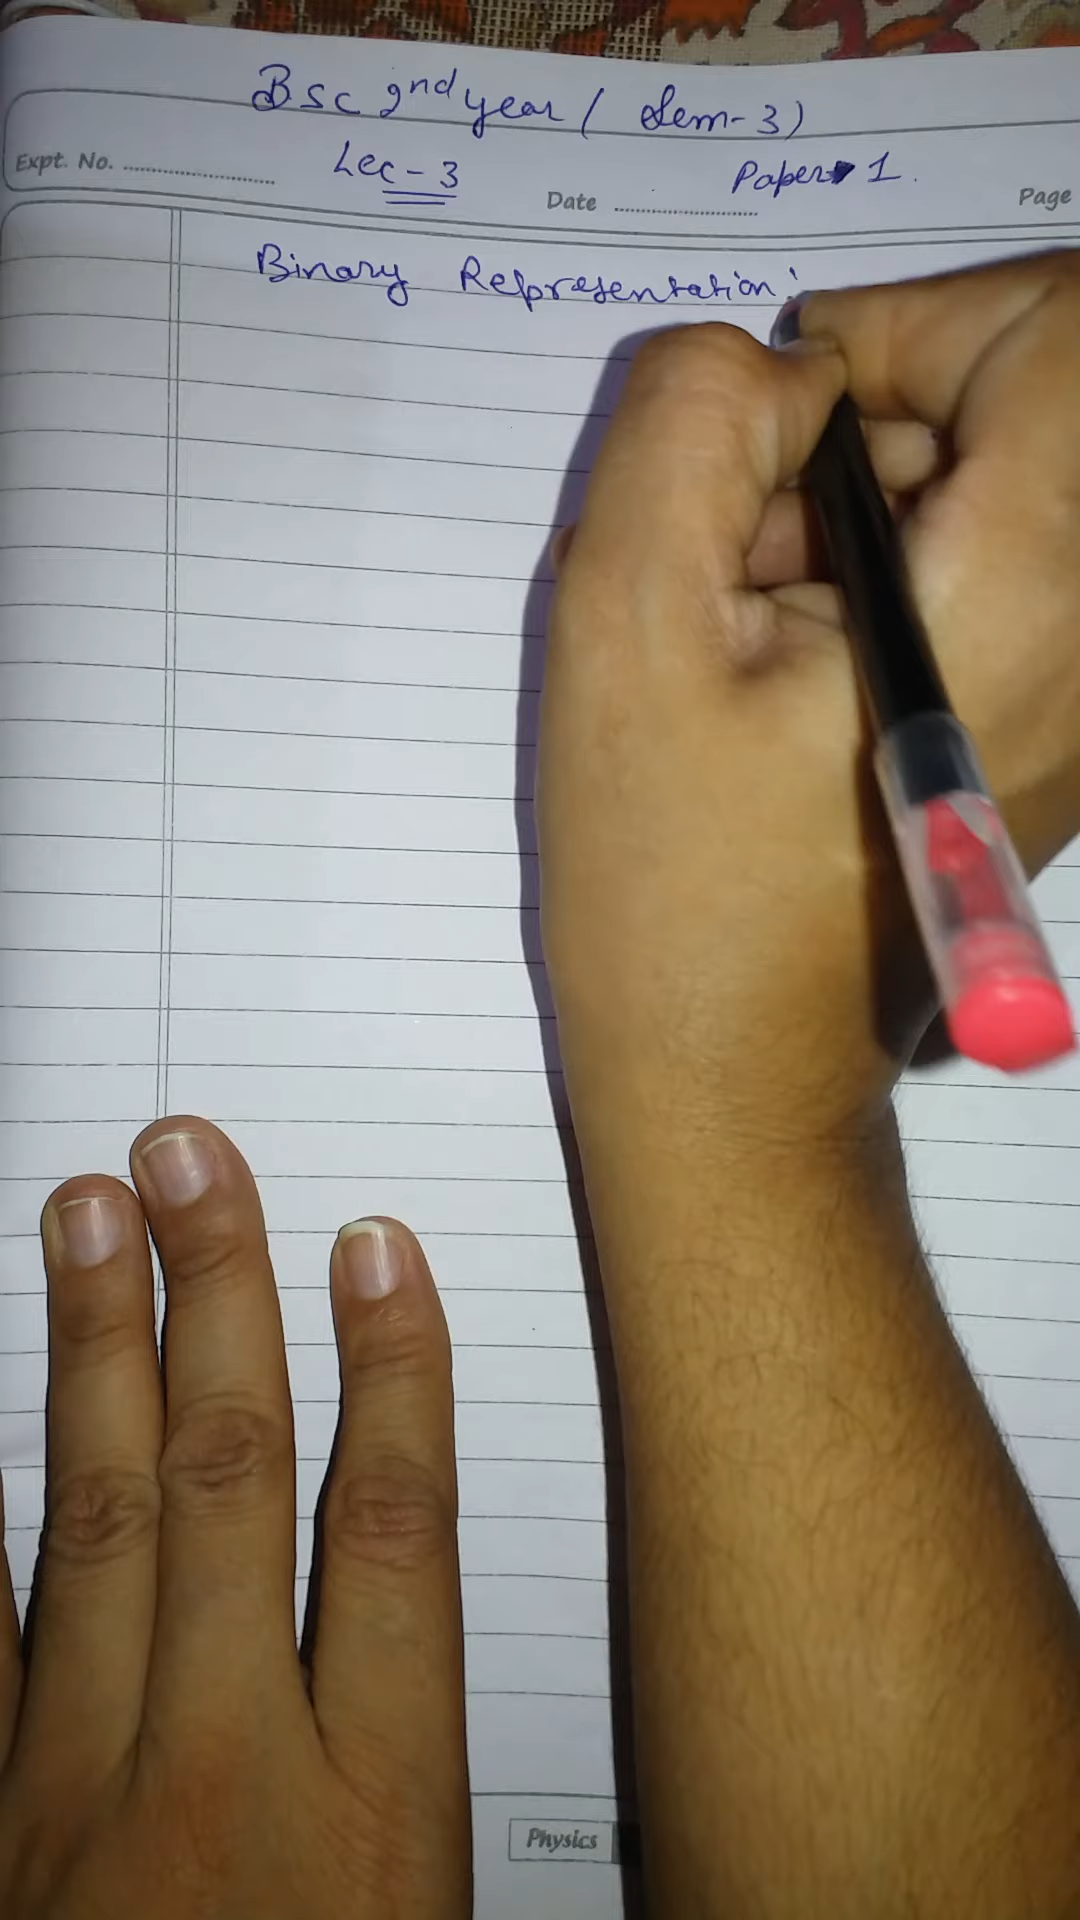 Bsc 2nd year ( Sem-3)
Expt. No. Lec-3 Paper 1.
Date Page
Binary Representation:
Physics